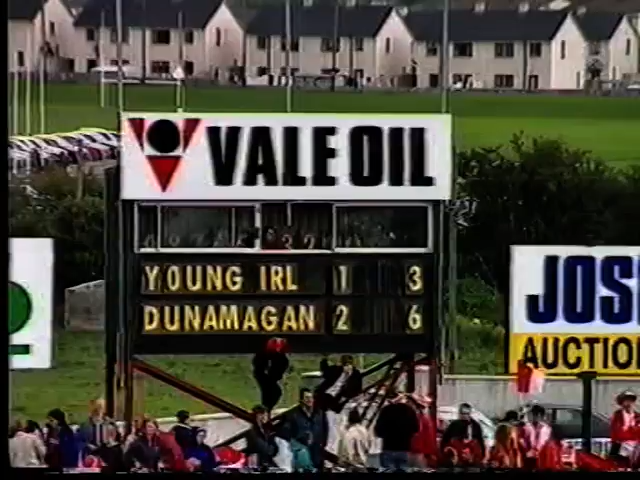 VALE OIL
YOUNG IRL 1 3
DUNAMAGAN 2 6
JOS
AUCTIO